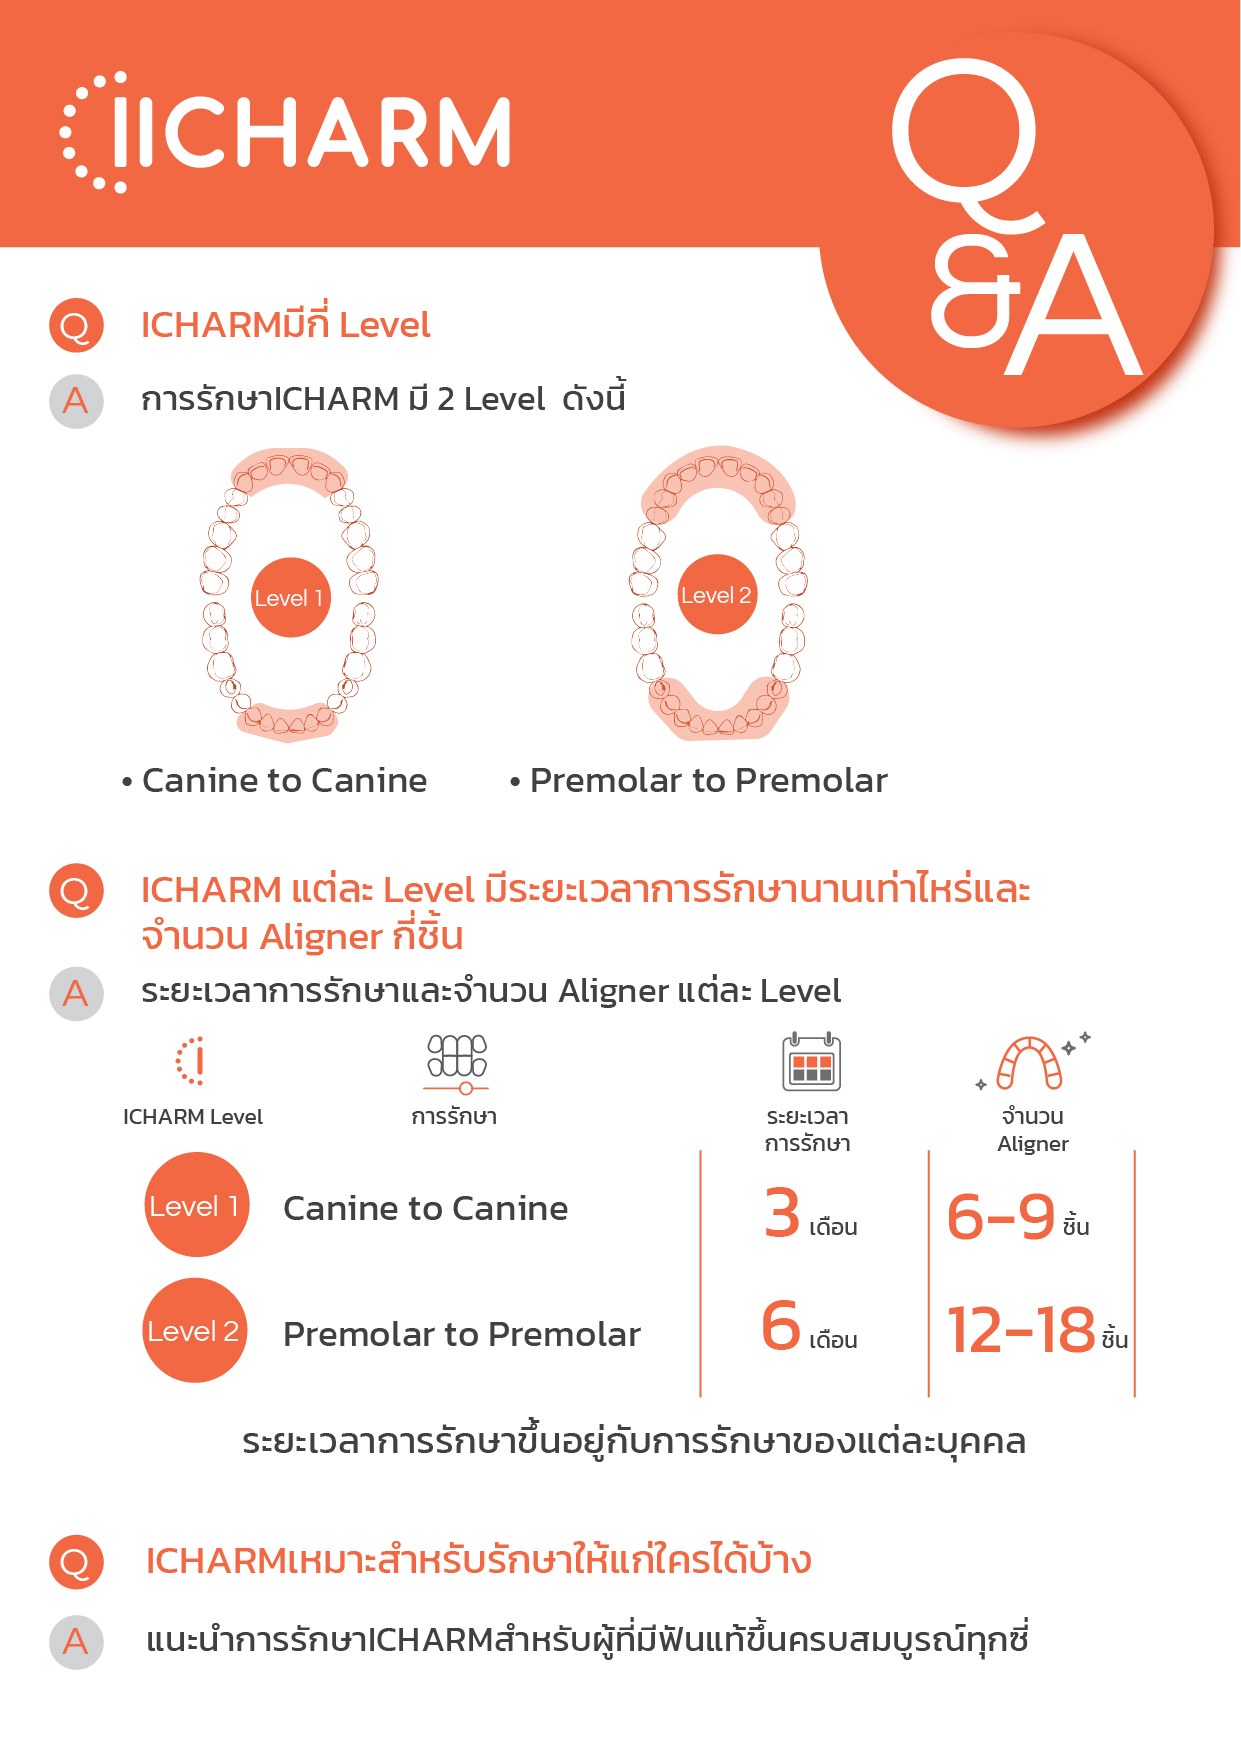 ICHARM
Q
&A
Q
ICHARMมีกี่ Level
A
การรักษาICHARM มี 2 Level ดังนี้
Level 1
Level 2
• Canine to Canine
• Premolar to Premolar
Q
ICHARM แต่ละ Level มีระยะเวลาการรักษานานเท่าไหร่และ
จำนวน Aligner กี่ชิ้น
A
ระยะเวลาการรักษาและจำนวน Aligner แต่ละ Level
ICHARM Level
การรักษา
ระยะเวลา
การรักษา
จำนวน
Aligner
Level 1
Canine to Canine
3 เดือน
6-9 ชิ้น
Level 2
Premolar to Premolar
6 เดือน
12-18 ชิ้น
ระยะเวลาการรักษาขึ้นอยู่กับการรักษาของแต่ละบุคคล
Q
ICHARMเหมาะสำหรับรักษาให้แก่ใครได้บ้าง
A
แนะนำการรักษาICHARMสำหรับผู้ที่มีฟันแท้ขึ้นครบสมบูรณ์ทุกซี่